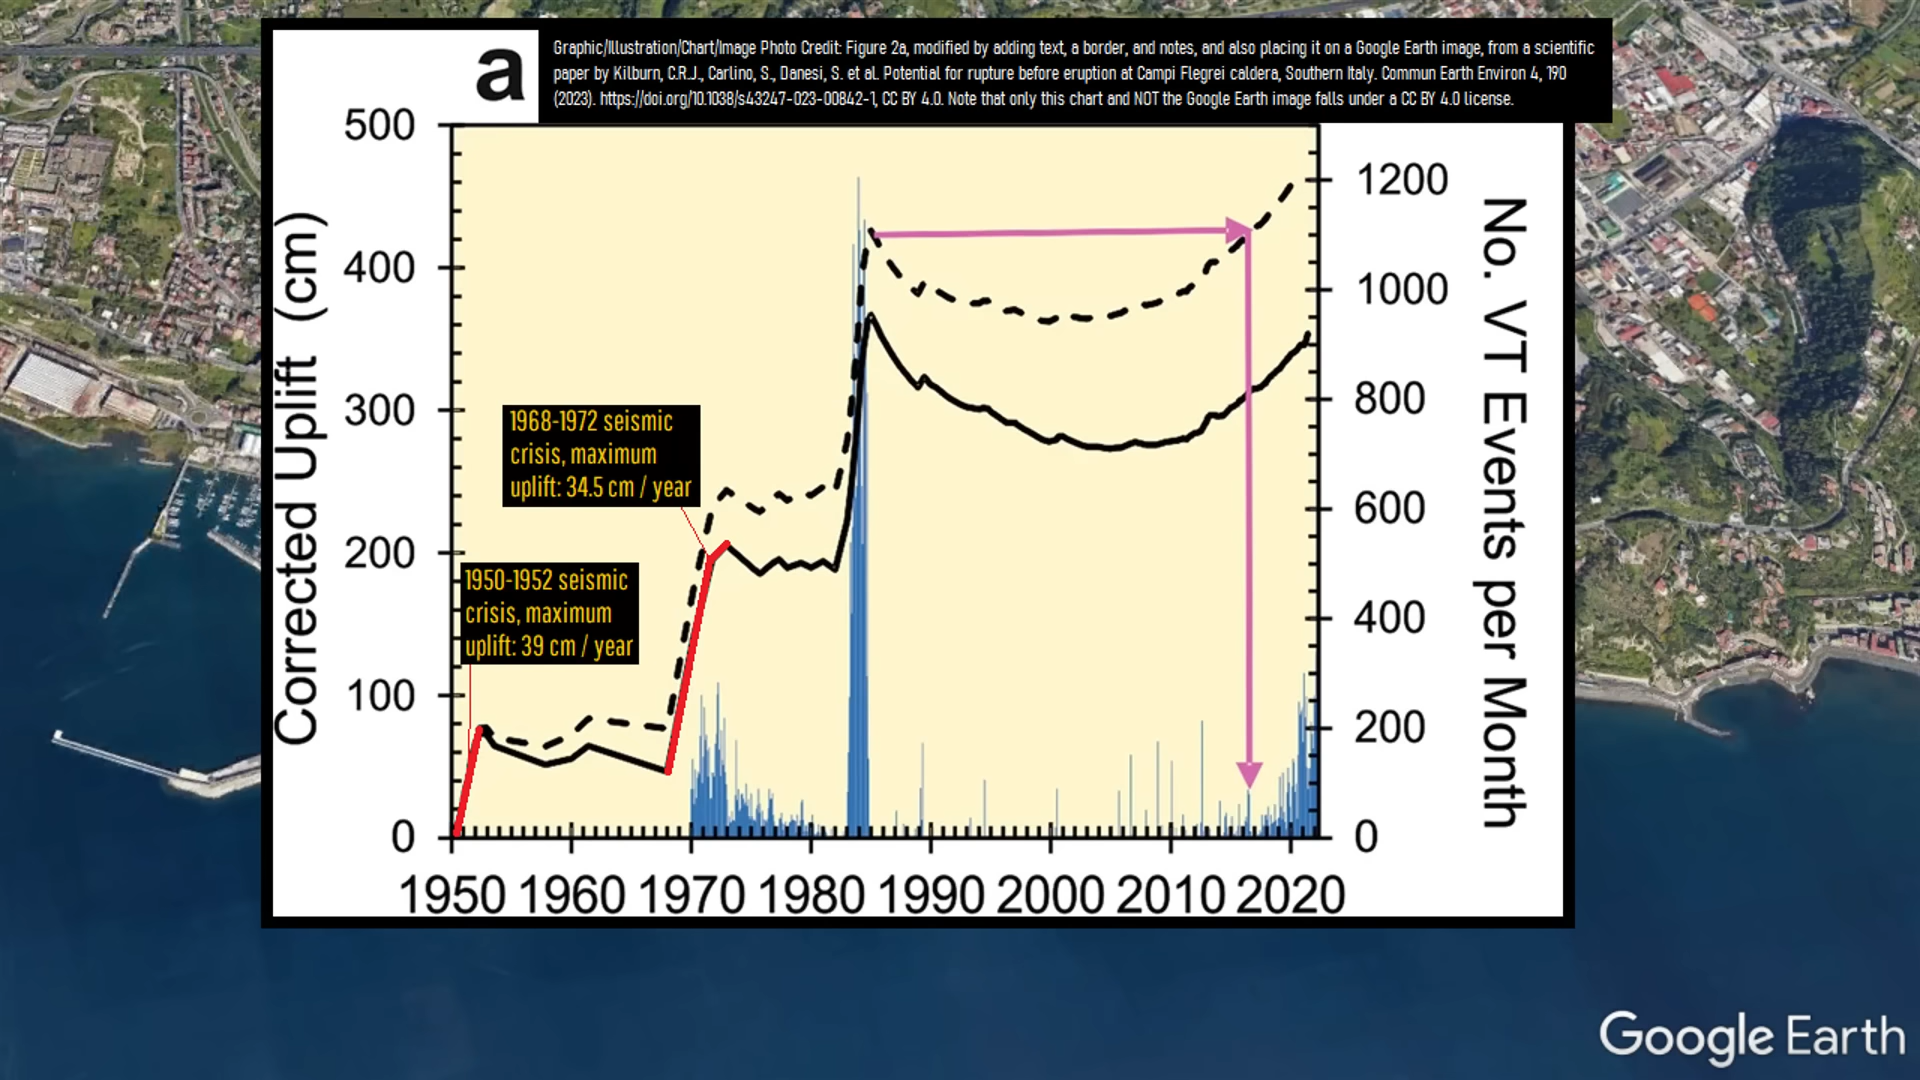 a
Graphic/Illustration/Chart/Image Photo Credit: Figure 2a, modified by adding text, a border, and notes, and also placing it on a Google Earth image, from a scientific
paper by Kilburn, C.R.J., Carlino, S., Danesi, S. et al. Potential for rupture before eruption at Campi Flegrei caldera, Southern Italy. Commun Earth Environ 4, 190
(2023). https://doi.org/10.1038/s43247-023-00842-1, CC BY 4.0. Note that only this chart and NOT the Google Earth image falls under a CC BY 4.0 license.
Corrected Uplift (cm)
500
400
300
200
100
0
1968-1972 seismic
crisis, maximum
uplift: 34.5 cm / year
1950-1952 seismic
crisis, maximum
uplift: 39 cm / year
1200
1000
800
600
400
200
0
No. VT Events per Month
1950 1960 1970 1980 1990 2000 2010 2020
Google Earth